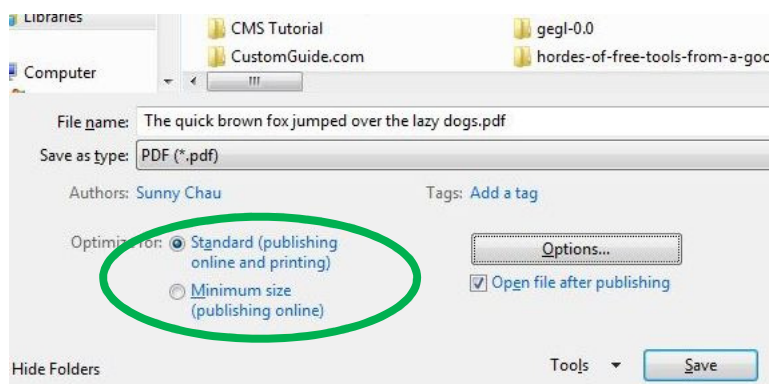 Libraries
CMS Tutorial
gegl-0.0
CustomGuide.com
hordes-of-free-tools-from-a-goo
Computer
File name: The quick brown fox jumped over the lazy dogs.pdf
Save as type: PDF (*.pdf)
Authors: Sunny Chau Tags: Add a tag
Optimize for: Standard (publishing
online and printing)
Options...
Minimum size
(publishing online)
Open file after publishing
Hide Folders Tools Save